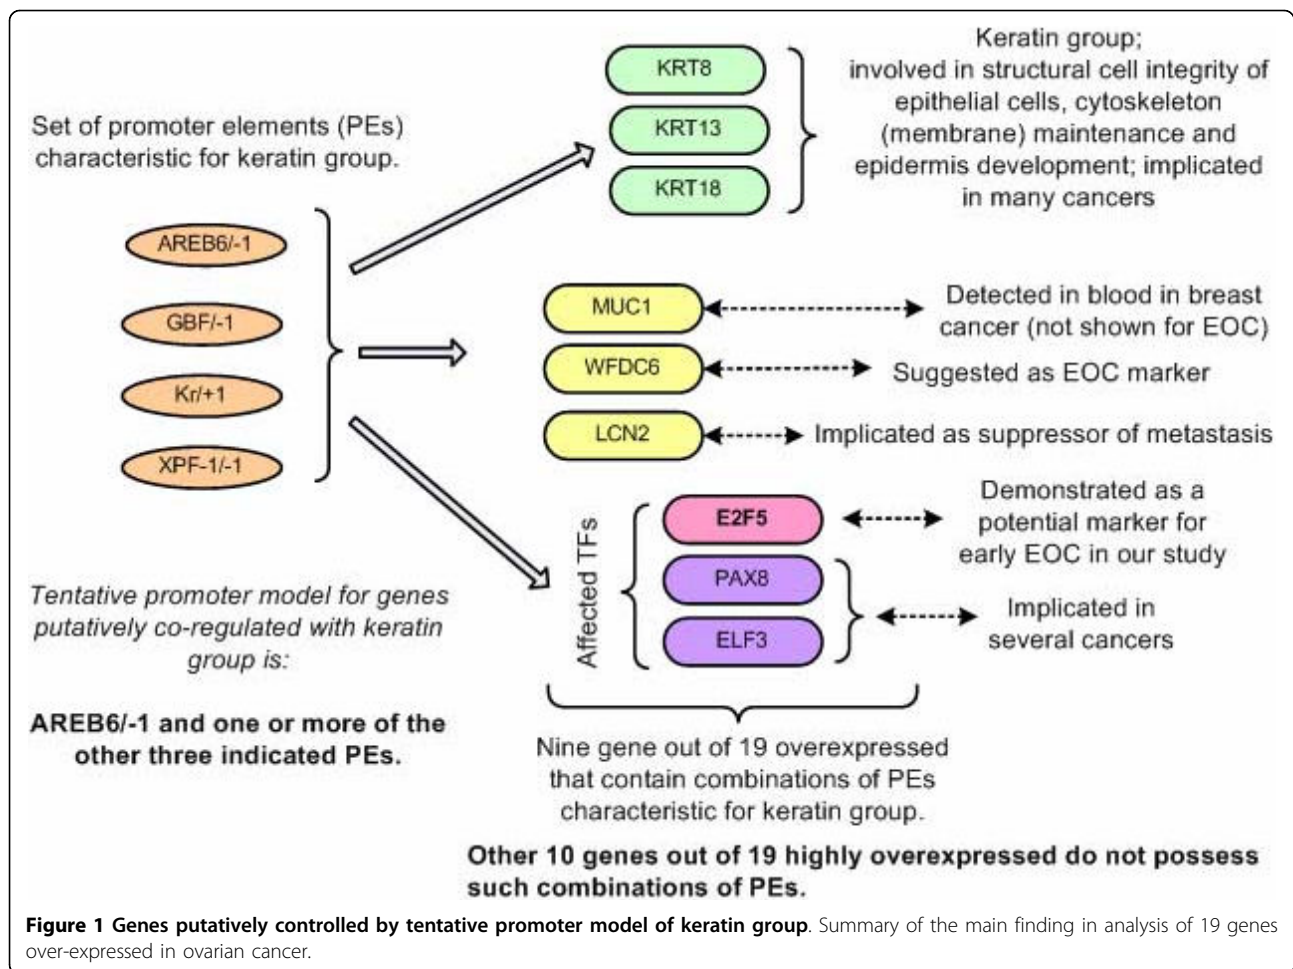 Set of promoter elements (PEs)
characteristic for keratin group.
AREB6/-1
GBF/-1
Kr/+1
XPF-1/-1
Tentative promoter model for genes
putatively co-regulated with keratin
group is:
AREB6/-1 and one or more of the
other three indicated PEs.
KRT8
KRT13
KRT18
Keratin group;
involved in structural cell integrity of
epithelial cells, cytoskeleton
(membrane) maintenance and
epidermis development; implicated
in many cancers
MUC1
Detected in blood in breast
cancer (not shown for EOC)
WFDC6
Suggested as EOC marker
LCN2
Implicated as suppressor of metastasis
Affected TFs
E2F5
Demonstrated as a
potential marker for
early EOC in our study
PAX8
ELF3
Implicated in
several cancers
Nine gene out of 19 overexpressed
that contain combinations of PEs
characteristic for keratin group.
Other 10 genes out of 19 highly overexpressed do not possess
such combinations of PEs.
Figure 1 Genes putatively controlled by tentative promoter model of keratin group. Summary of the main finding in analysis of 19 genes
over-expressed in ovarian cancer.